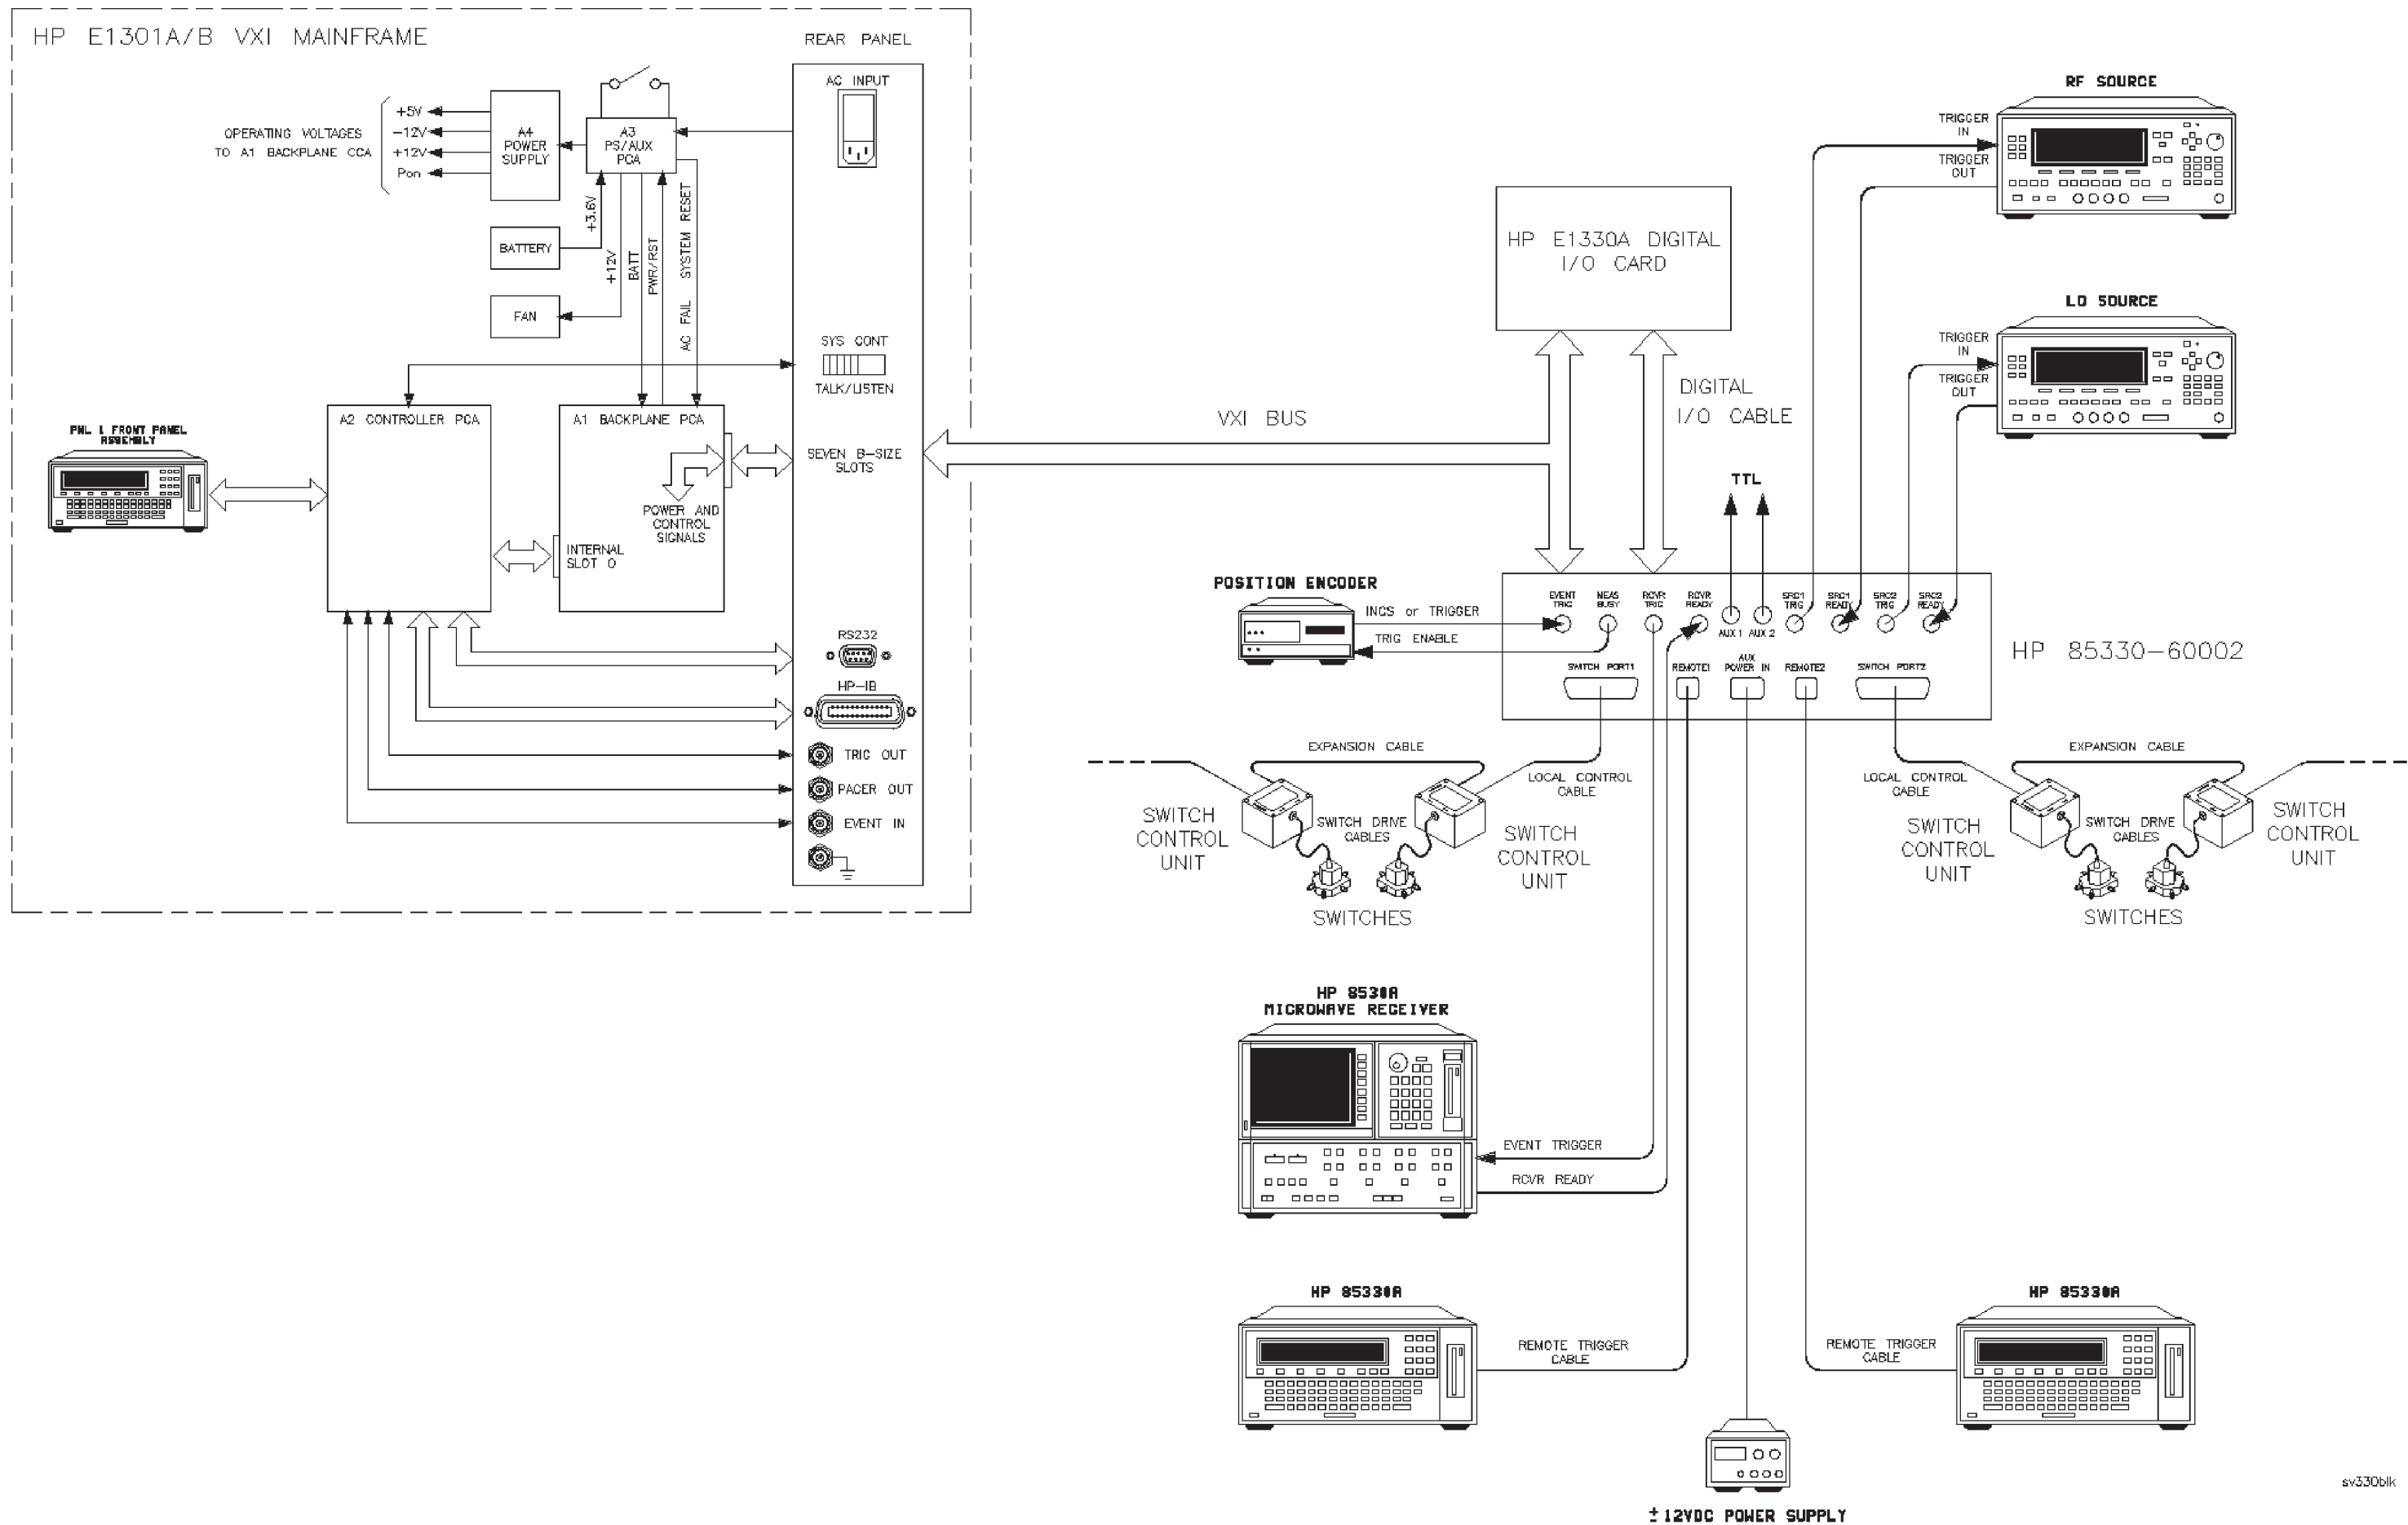 HP E1301A/B VXI MAINFRAME
REAR PANEL
AC INPUT
+5V
-12V
+12V
Pon
OPERATING VOLTAGES
TO A1 BACKPLANE CCA
A4
POWER
SUPPLY
A3
PS/AUX
PCA
BATTERY
FAN
+3.6V
+12V
BATT
PWR/RST
AC FAIL SYSTEM RESET
SYS CONT
TALK/LISTEN
PNL 1 FRONT PANEL
ASSEMBLY
A2 CONTROLLER PCA
A1 BACKPLANE PCA
SEVEN B-SIZE
SLOTS
POWER AND
CONTROL
SIGNALS
INTERNAL
SLOT 0
RS232
HP-IB
TRIG OUT
PACER OUT
EVENT IN
VXI BUS
HP E1330A DIGITAL
I/O CARD
DIGITAL
I/O CABLE
TTL
RF SOURCE
TRIGGER
IN
TRIGGER
OUT
LO SOURCE
TRIGGER
IN
TRIGGER
OUT
POSITION ENCODER
INCS or TRIGGER
TRIG ENABLE
EVENT
TRIG
MEAS
BUSY
RCVR
TRIG
RCVR
READY
AUX 1
AUX 2
SRC1
TRIG
SRC1
READY
SRC2
TRIG
SRC2
READY
SWITCH PORT1
REMOTE1
AUX
POWER IN
REMOTE2
SWITCH PORT2
HP 85330-60002
EXPANSION CABLE
LOCAL CONTROL
CABLE
SWITCH
CONTROL
UNIT
SWITCH DRIVE
CABLES
SWITCH
CONTROL
UNIT
SWITCHES
EXPANSION CABLE
LOCAL CONTROL
CABLE
SWITCH
CONTROL
UNIT
SWITCH DRIVE
CABLES
SWITCH
CONTROL
UNIT
SWITCHES
HP 8530A
MICROWAVE RECEIVER
EVENT TRIGGER
RCVR READY
HP 85330A
REMOTE TRIGGER
CABLE
HP 85330A
REMOTE TRIGGER
CABLE
±12VDC POWER SUPPLY
sv330blk